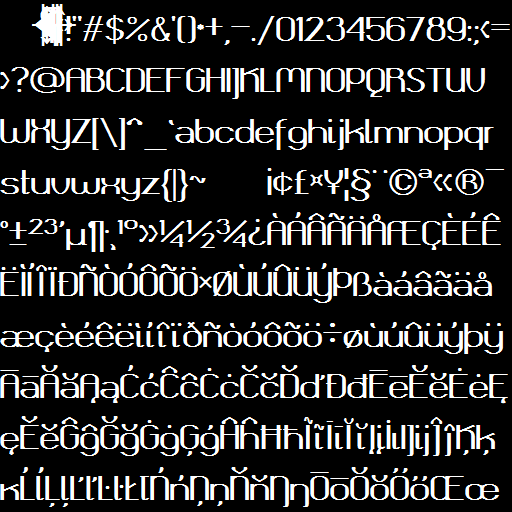 !"#$%&'()*+,-./0123456789:;<=
>?@ABCDEFGHIJKLMNOPQRSTUV
WXYZ[\]^_`abcdefghijklmnopqr
stuvwxyz{|}~ ¡¢£¤¥¦§¨©ª«®¯
°±²³´µ¶·¸¹º»¼½¾¿ÀÁÂÃÄÅÆÇÈÉÊ
ËÌÍÎÏÐÑÒÓÔÕÖ×ØÙÚÛÜÝÞßàáâãäå
æçèéêëìíîïðñòóôõö÷øùúûüýþÿ
ĀāĂăĄąĆćĈĉĊċČčĎďĐđĒēĔĕĖėĘ
ęĚěĜĝĞğĠġĢģĤĥĦħĨĩĪīĬĭĮįİıĲĳĴĵĶķ
ĸĹĺĻļĽľĿŀŁłŃńŅņŇňŊŋŌōŎŏŐőŒœ